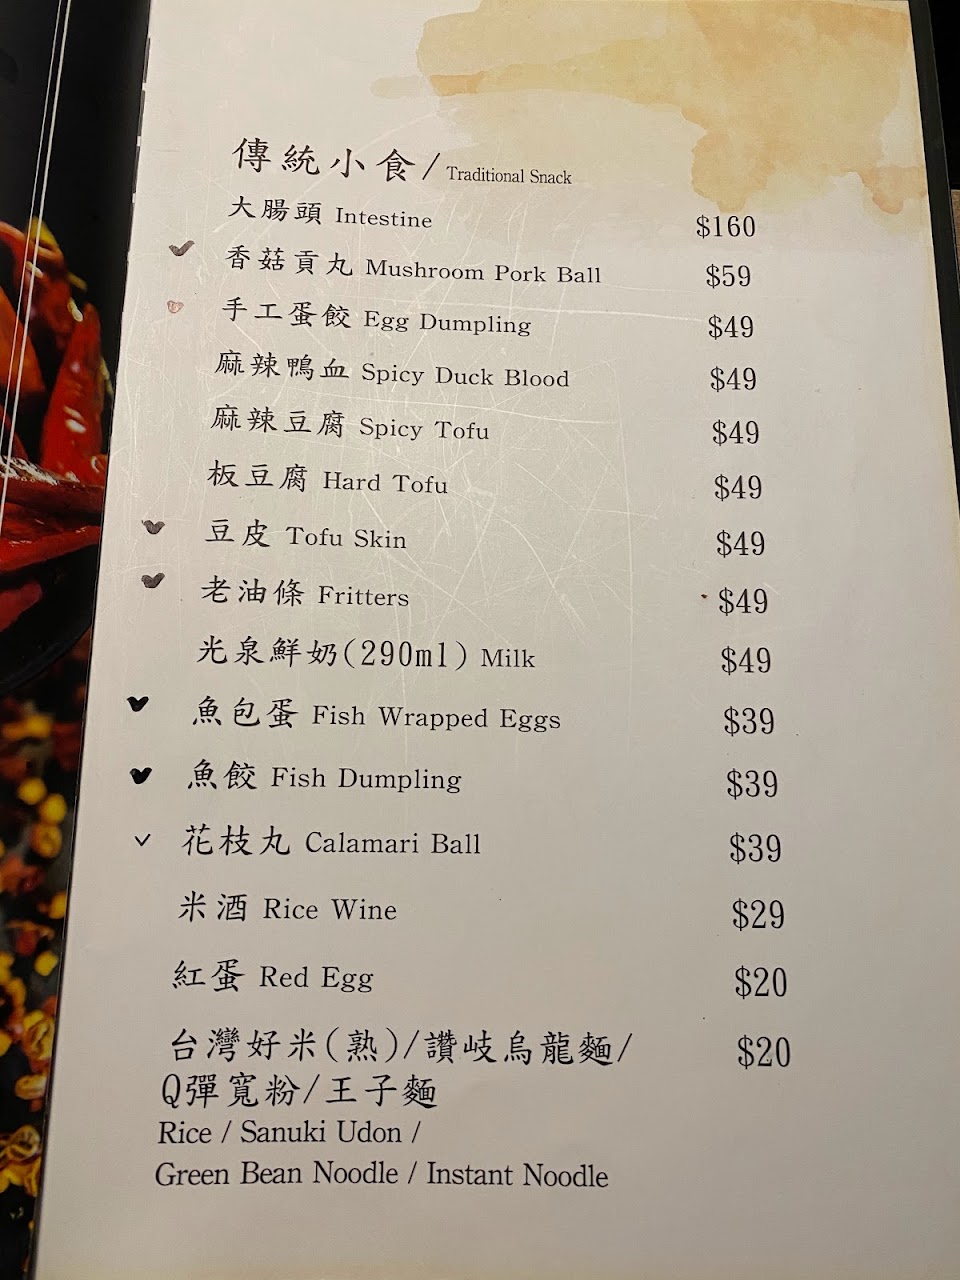 傳統小食/ Traditional Snack
大腸頭 Intestine $160
香菇貢丸 Mushroom Pork Ball $59
手工蛋餃 Egg Dumpling $49
麻辣鴨血 Spicy Duck Blood $49
麻辣豆腐 Spicy Tofu $49
板豆腐 Hard Tofu $49
豆皮 Tofu Skin $49
老油條 Fritters $49
光泉鮮奶(290ml) Milk $49
魚包蛋 Fish Wrapped Eggs $39
魚餃 Fish Dumpling $39
花枝丸 Calamari Ball $39
米酒 Rice Wine $29
紅蛋 Red Egg $20
台灣好米(熟)/讚岐烏龍麵/ $20
Q彈寬粉/王子麵
Rice / Sanuki Udon /
Green Bean Noodle / Instant Noodle